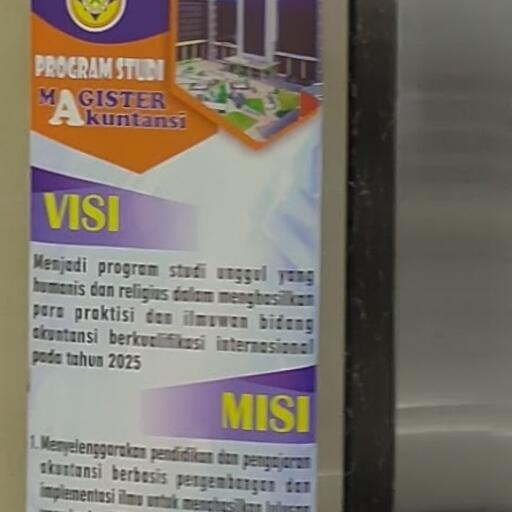 PROGRAM STUDI
MAGISTER
Akuntansi
VISI
Menjadi program studi unggul yang
humanis dan religius dalam menghasilkan
para praktisi dan ilmuwan bidang
akuntansi berkualifikasi internasional
pada tahun 2025
MISI
1. Menyelenggarakan pendidikan dan pengajaran
akuntansi berbasis pengembangan dan
implementasi ilmu untuk menghasilkan lulusan